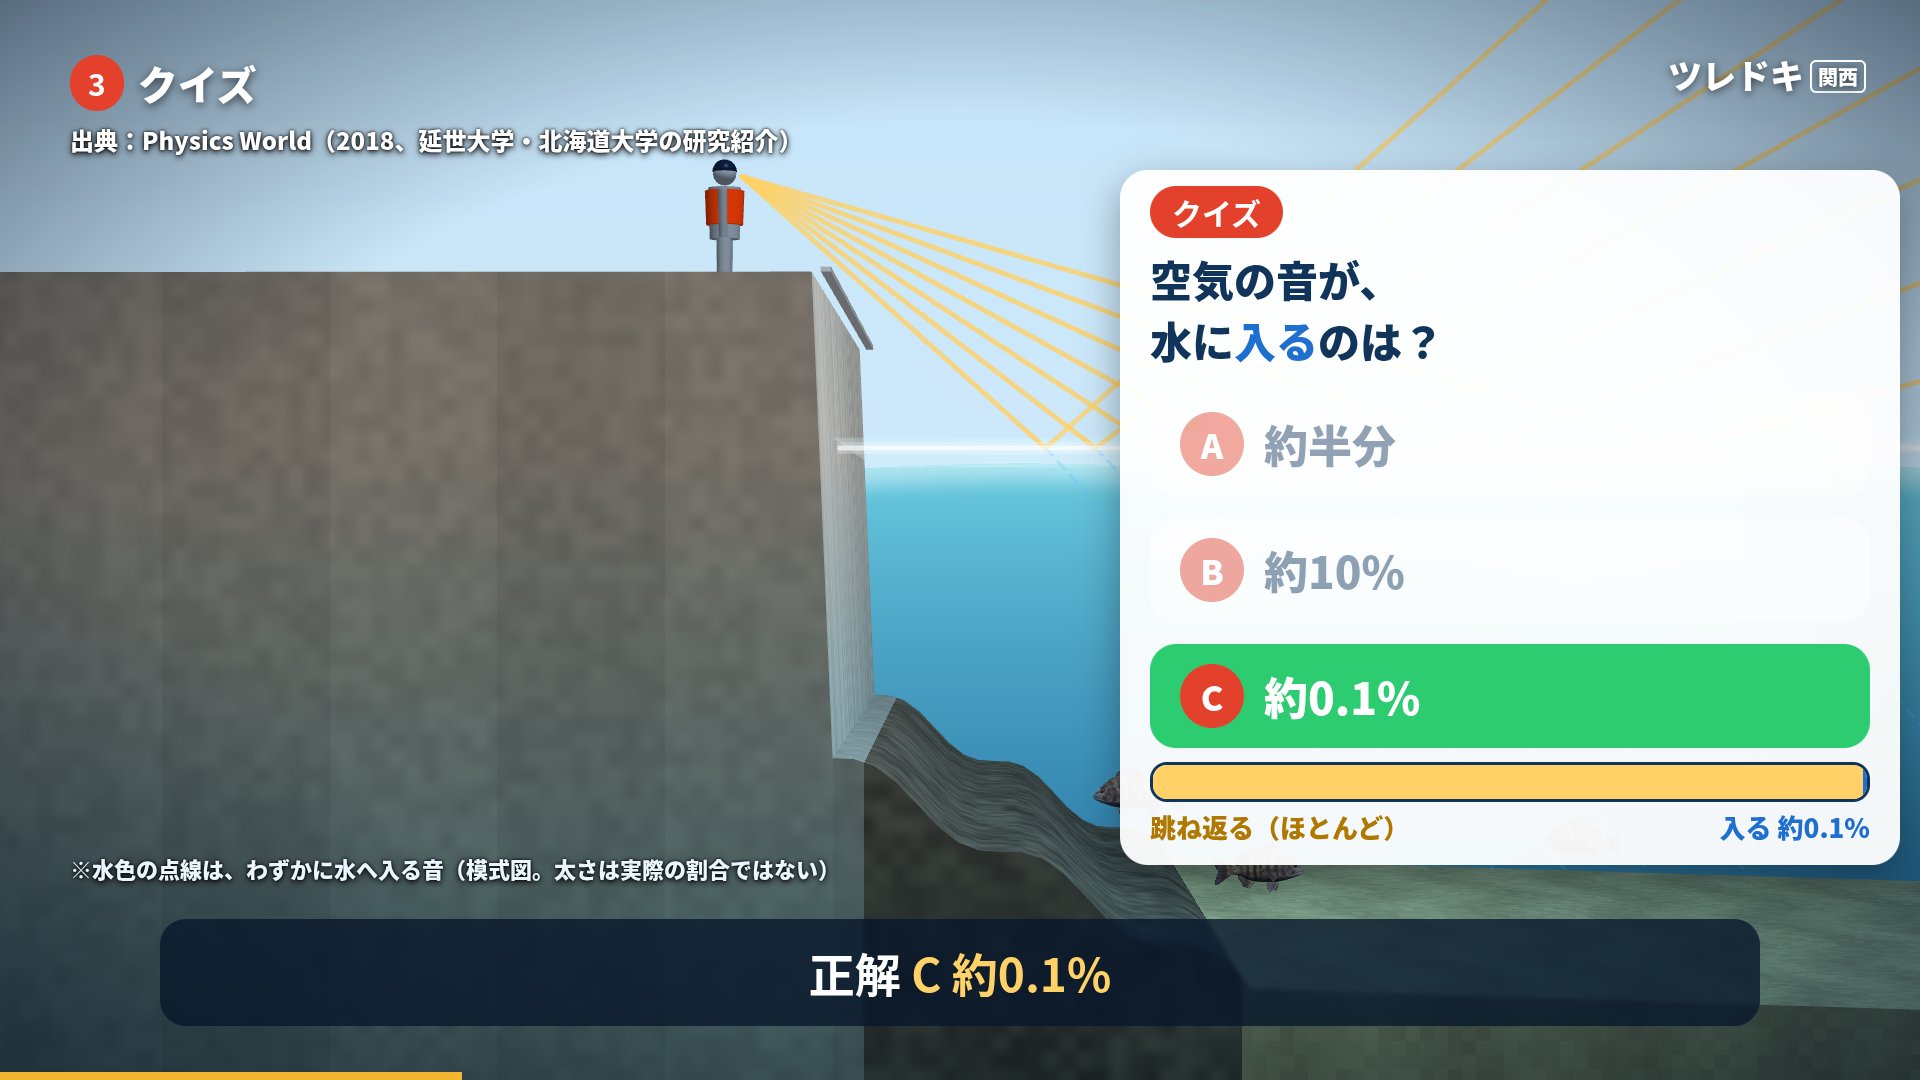 3 クイズ
出典：Physics World（2018、延世大学・北海道大学の研究紹介）
ツレドキ 関西
クイズ
空気の音が、
水に入るのは？
A 約半分
B 約10%
C 約0.1%
跳ね返る（ほとんど）
入る 約0.1%
※水色の点線は、わずかに水へ入る音（模式図。太さは実際の割合ではない）
正解 C 約0.1%